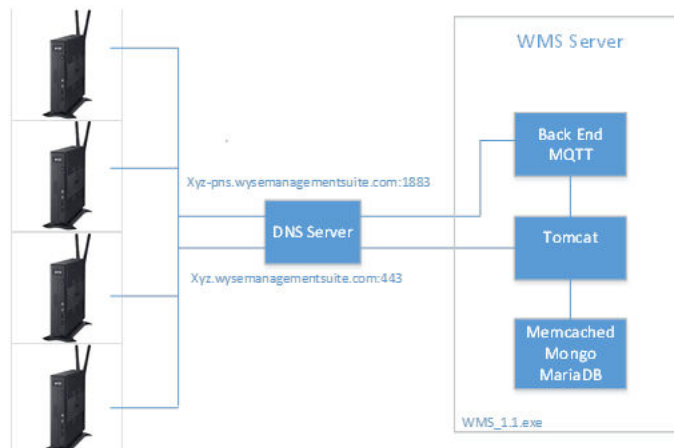 WMS Server
Back End
MQTT
Xyz-pns.wysemanagementsuite.com:1883
DNS Server
Tomcat
Xyz.wysemanagementsuite.com:443
Memcached
Mongo
MariaDB
WMS_1.1.exe